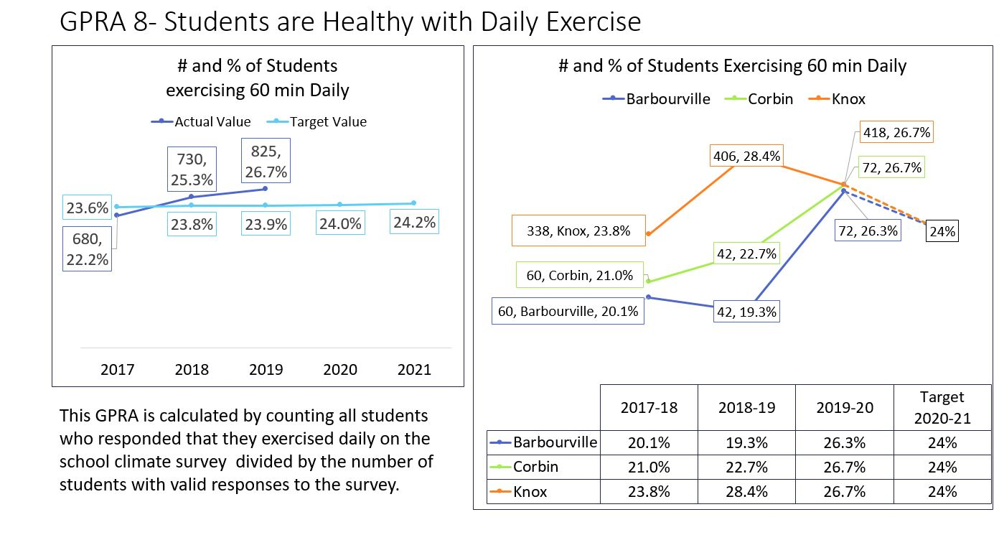 GPRA 8- Students are Healthy with Daily Exercise
# and % of Students
exercising 60 min Daily
Actual Value
Target Value
730,
25.3%
825,
26.7%
23.6%
680,
22.2%
23.8%
23.9%
24.0%
24.2%
2017
2018
2019
2020
2021
This GPRA is calculated by counting all students
who responded that they exercised daily on the
school climate survey  divided by the number of
students with valid responses to the survey.
# and % of Students Exercising 60 min Daily
Barbourville
Corbin
Knox
418, 26.7%
406, 28.4%
72, 26.7%
338, Knox, 23.8%
72, 26.3%
24%
42, 22.7%
60, Corbin, 21.0%
60, Barbourville, 20.1%
42, 19.3%
2017-18 2018-19 2019-20 Target
2020-21
Barbourville 20.1% 19.3% 26.3% 24%
Corbin 21.0% 22.7% 26.7% 24%
Knox 23.8% 28.4% 26.7% 24%